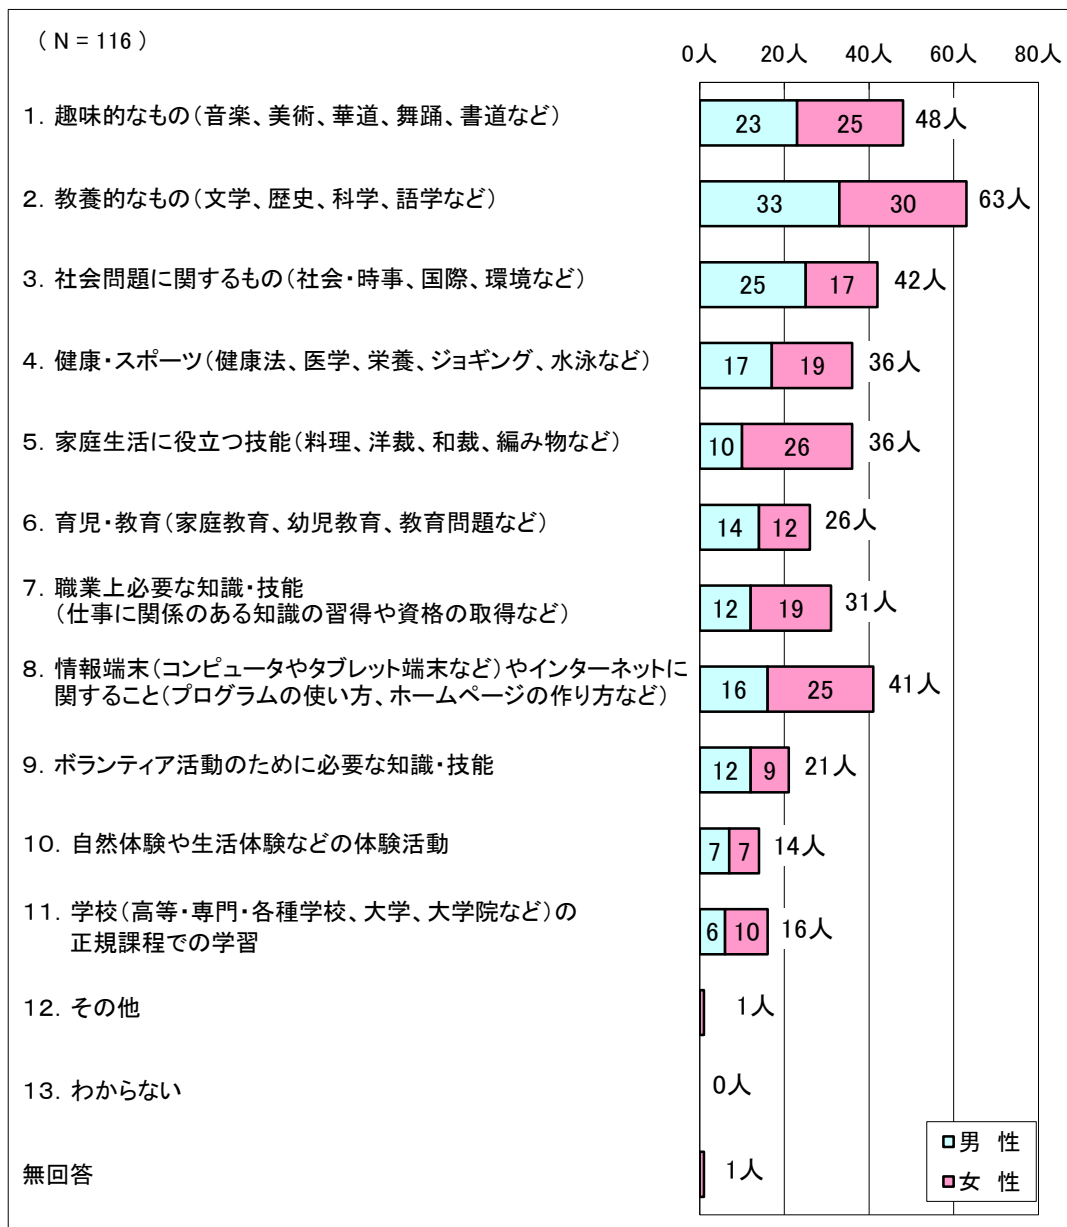 （ N = 116 ）
0人 20人 40人 60人 80人
1. 趣味的なもの（音楽、美術、華道、舞踊、書道など） 23 25 48人
2. 教養的なもの（文学、歴史、科学、語学など） 33 30 63人
3. 社会問題に関するもの（社会・時事、国際、環境など） 25 17 42人
4. 健康・スポーツ（健康法、医学、栄養、ジョギング、水泳など） 17 19 36人
5. 家庭生活に役立つ技能（料理、洋裁、和裁、編み物など） 10 26 36人
6. 育児・教育（家庭教育、幼児教育、教育問題など） 14 12 26人
7. 職業上必要な知識・技能
（仕事に関係のある知識の習得や資格の取得など） 12 19 31人
8. 情報端末（コンピュータやタブレット端末など）やインターネットに
関すること（プログラムの使い方、ホームページの作り方など） 16 25 41人
9. ボランティア活動のために必要な知識・技能 12 9 21人
10. 自然体験や生活体験などの体験活動 7 7 14人
11. 学校（高等・専門・各種学校、大学、大学院など）の
正規課程での学習 6 10 16人
12. その他 1人
13. わからない 0人
無回答 1人
男 性
女 性